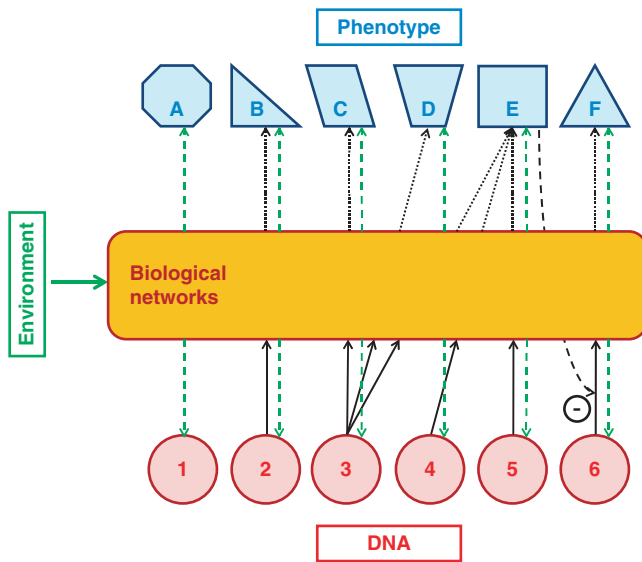 Phenotype
A B C D E F
Environment
Biological
networks
-
1 2 3 4 5 6
DNA